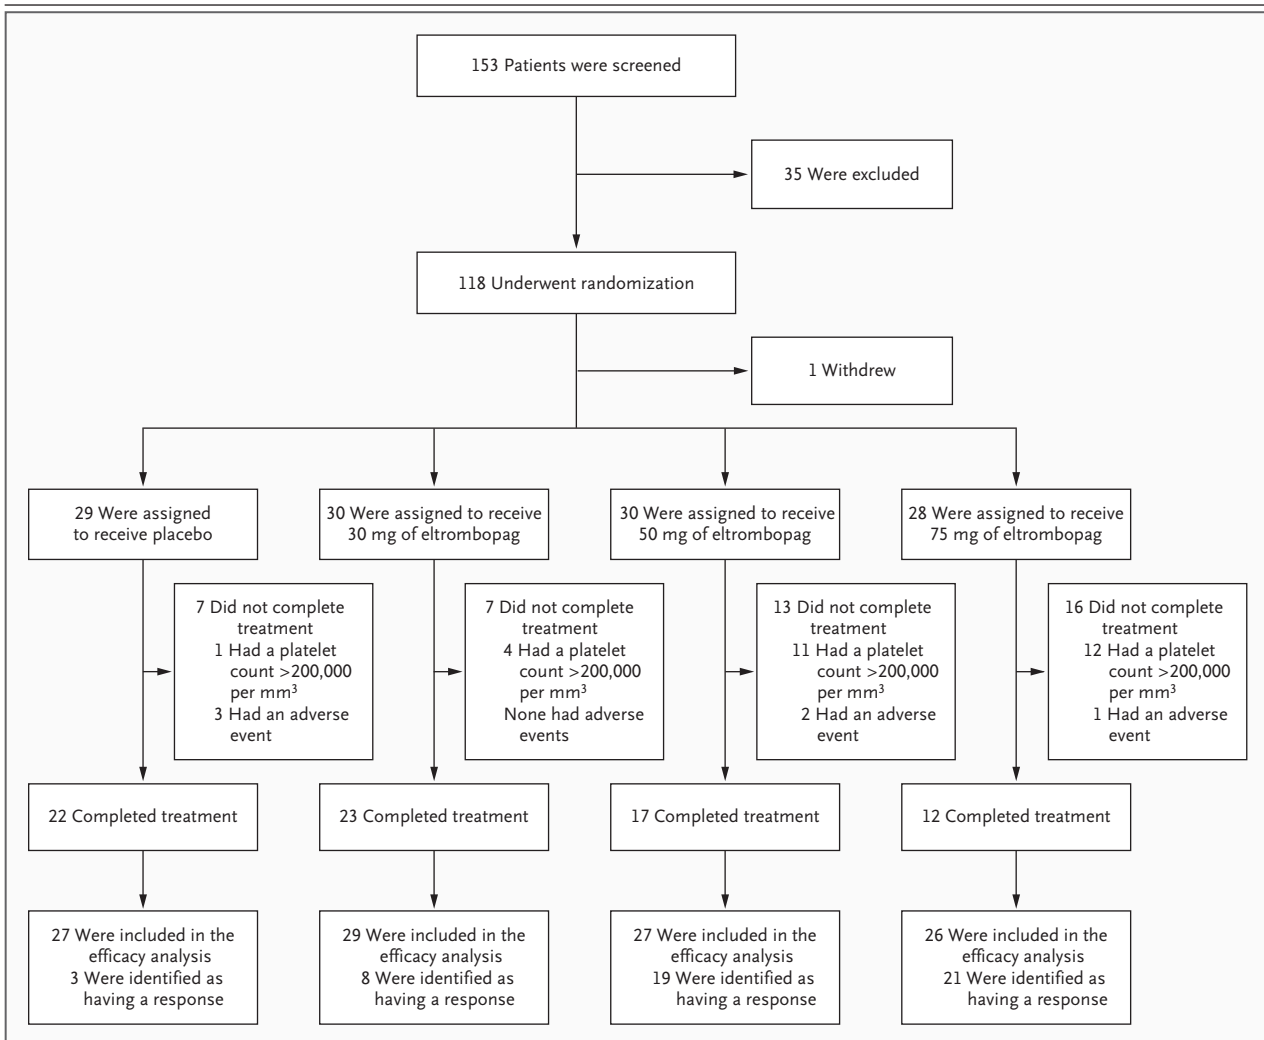 153 Patients were screened
35 Were excluded
118 Underwent randomization
1 Withdrew
29 Were assigned
to receive placebo
30 Were assigned to receive
30 mg of eltrombopag
30 Were assigned to receive
50 mg of eltrombopag
28 Were assigned to receive
75 mg of eltrombopag
7 Did not complete
treatment
1 Had a platelet
count >200,000
per mm³
3 Had an adverse
event
7 Did not complete
treatment
4 Had a platelet
count >200,000
per mm³
None had adverse
events
13 Did not complete
treatment
11 Had a platelet
count >200,000
per mm³
2 Had an adverse
event
16 Did not complete
treatment
12 Had a platelet
count >200,000
per mm³
1 Had an adverse
event
22 Completed treatment
23 Completed treatment
17 Completed treatment
12 Completed treatment
27 Were included in the
efficacy analysis
3 Were identified as
having a response
29 Were included in the
efficacy analysis
8 Were identified as
having a response
27 Were included in the
efficacy analysis
19 Were identified as
having a response
26 Were included in the
efficacy analysis
21 Were identified as
having a response